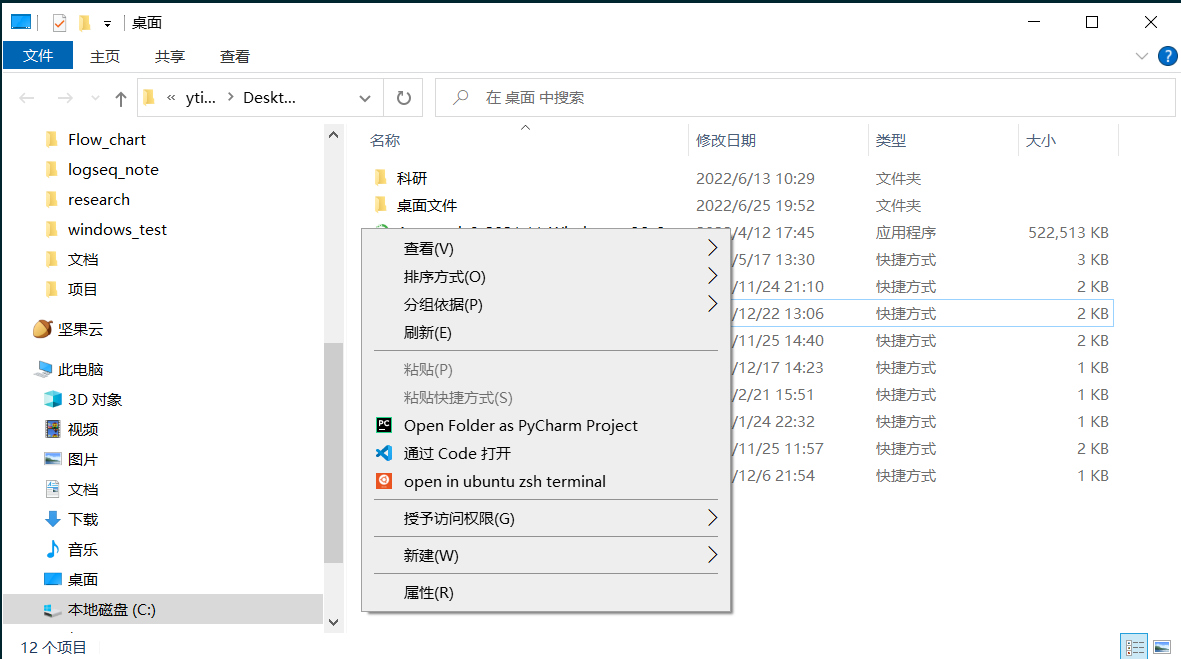 桌面
文件 主页 共享 查看 ?
« yti... Deskt... 在 桌面 中搜索
Flow_chart
logseq_note
research
windows_test
文档
项目
坚果云
此电脑
3D 对象
视频
图片
文档
下载
音乐
桌面
本地磁盘 (C:)
名称 修改日期 类型 大小
科研 2022/6/13 10:29 文件夹
桌面文件 2022/6/25 19:52 文件夹
/4/12 17:45 应用程序 522,513 KB
/5/17 13:30 快捷方式 3 KB
/11/24 21:10 快捷方式 2 KB
/12/22 13:06 快捷方式 2 KB
/11/25 14:40 快捷方式 2 KB
/12/17 14:23 快捷方式 1 KB
/2/21 15:51 快捷方式 1 KB
/1/24 22:32 快捷方式 1 KB
/11/25 11:57 快捷方式 2 KB
/12/6 21:54 快捷方式 1 KB
查看(V)
排序方式(O)
分组依据(P)
刷新(E)
粘贴(P)
粘贴快捷方式(S)
PC Open Folder as PyCharm Project
通过 Code 打开
open in ubuntu zsh terminal
授予访问权限(G)
新建(W)
属性(R)
12 个项目